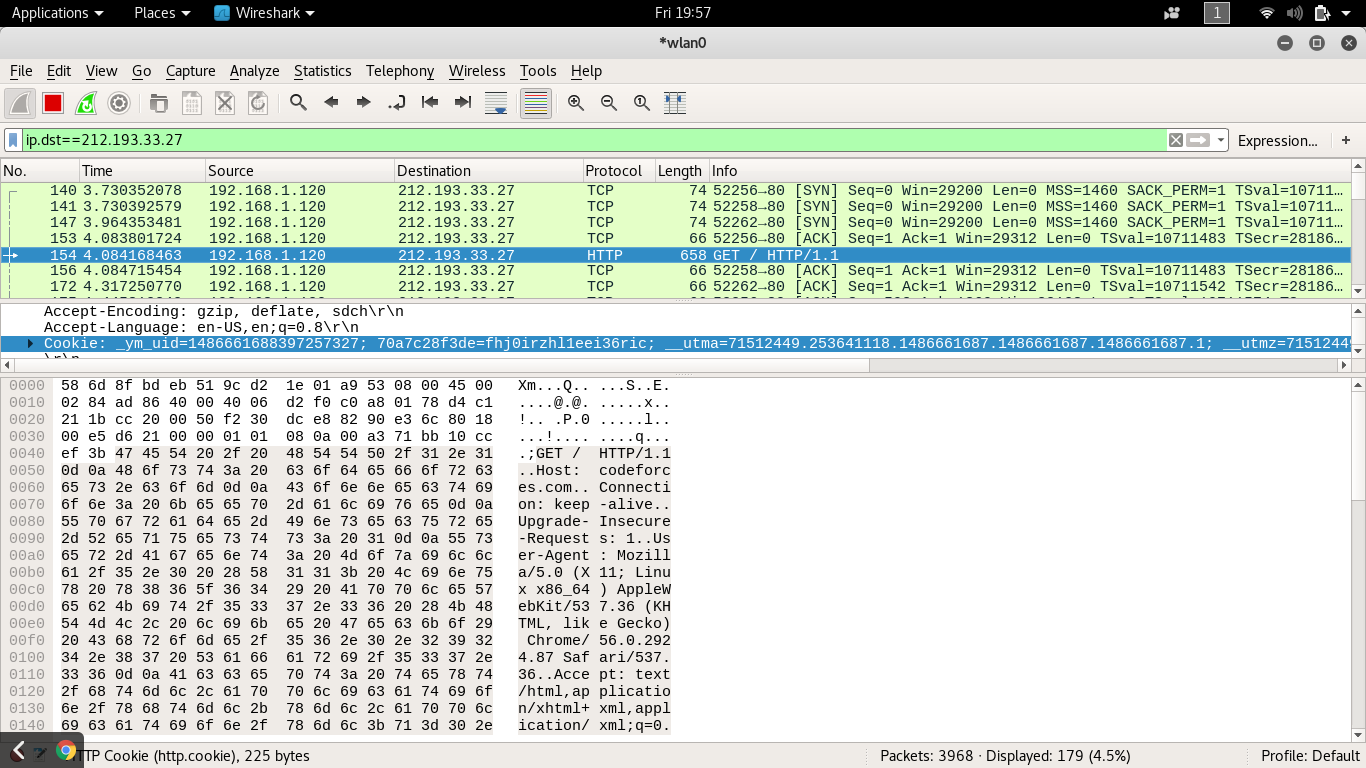 Applications Places Wireshark Fri 19:57 1
*wlan0
File Edit View Go Capture Analyze Statistics Telephony Wireless Tools Help
ip.dst==212.193.33.27 Expression… +
No. Time Source Destination Protocol Length Info
140 3.730352078 192.168.1.120 212.193.33.27 TCP 74 52256→80 [SYN] Seq=0 Win=29200 Len=0 MSS=1460 SACK_PERM=1 TSval=10711…
141 3.730392579 192.168.1.120 212.193.33.27 TCP 74 52258→80 [SYN] Seq=0 Win=29200 Len=0 MSS=1460 SACK_PERM=1 TSval=10711…
147 3.964353481 192.168.1.120 212.193.33.27 TCP 74 52262→80 [SYN] Seq=0 Win=29200 Len=0 MSS=1460 SACK_PERM=1 TSval=10711…
153 4.083801724 192.168.1.120 212.193.33.27 TCP 66 52256→80 [ACK] Seq=1 Ack=1 Win=29312 Len=0 TSval=10711483 TSecr=28186…
154 4.084168463 192.168.1.120 212.193.33.27 HTTP 658 GET / HTTP/1.1
156 4.084715454 192.168.1.120 212.193.33.27 TCP 66 52258→80 [ACK] Seq=1 Ack=1 Win=29312 Len=0 TSval=10711483 TSecr=28186…
172 4.317250770 192.168.1.120 212.193.33.27 TCP 66 52262→80 [ACK] Seq=1 Ack=1 Win=29312 Len=0 TSval=10711542 TSecr=28186…
Accept-Encoding: gzip, deflate, sdch\r\n
Accept-Language: en-US,en;q=0.8\r\n
Cookie: _ym_uid=1486661688397257327; 70a7c28f3de=fhj0irzhl1eei36ric; __utma=71512449.253641118.1486661687.1486661687.1486661687.1; __utmz=7151244
\r\n
0000 58 6d 8f bd eb 51 9c d2 1e 01 a9 53 08 00 45 00 Xm...Q.. ...S..E.
0010 02 84 ad 86 40 00 40 06 d2 f0 c0 a8 01 78 d4 c1 ....@.@. .....x..
0020 21 1b cc 20 00 50 f2 30 dc e8 82 90 e3 6c 80 18 !.. .P.0 .....l..
0030 00 e5 d6 21 00 00 01 01 08 0a 00 a3 71 bb 10 cc ...!.... ....q...
0040 ef 3b 47 45 54 20 2f 20 48 54 54 50 2f 31 2e 31 .;GET / HTTP/1.1
0050 0d 0a 48 6f 73 74 3a 20 63 6f 64 65 66 6f 72 63 ..Host: codeforc
0060 65 73 2e 63 6f 6d 0d 0a 43 6f 6e 6e 65 63 74 69 es.com.. Connecti
0070 6f 6e 3a 20 6b 65 65 70 2d 61 6c 69 76 65 0d 0a on: keep -alive..
0080 55 70 67 72 61 64 65 2d 49 6e 73 65 63 75 72 65 Upgrade- Insecure
0090 2d 52 65 71 75 65 73 74 73 3a 20 31 0d 0a 55 73 -Request s: 1..Us
00a0 65 72 2d 41 67 65 6e 74 3a 20 4d 6f 7a 69 6c 6c er-Agent : Mozill
00b0 61 2f 35 2e 30 20 28 58 31 31 3b 20 4c 69 6e 75 a/5.0 (X 11; Linu
00c0 78 20 78 38 36 5f 36 34 29 20 41 70 70 6c 65 57 x x86_64 ) AppleW
00d0 65 62 4b 69 74 2f 35 33 37 2e 33 36 20 28 4b 48 ebKit/53 7.36 (KH
00e0 54 4d 4c 2c 20 6c 69 6b 65 20 47 65 63 6b 6f 29 TML, lik e Gecko)
00f0 20 43 68 72 6f 6d 65 2f 35 36 2e 30 2e 32 39 32 Chrome/ 56.0.292
0100 34 2e 38 37 20 53 61 66 61 72 69 2f 35 33 37 2e 4.87 Saf ari/537.
0110 33 36 0d 0a 41 63 63 65 70 74 3a 20 74 65 78 74 36..Acce pt: text
0120 2f 68 74 6d 6c 2c 61 70 70 6c 69 63 61 74 69 6f /html,ap plicatio
0130 6e 2f 78 68 74 6d 6c 2b 78 6d 6c 2c 61 70 70 6c n/xhtml+ xml,appl
0140 69 63 61 74 69 6f 6e 2f 78 6d 6c 3b 71 3d 30 2e ication/ xml;q=0.
TTP Cookie (http.cookie), 225 bytes Packets: 3968 · Displayed: 179 (4.5%) Profile: Default